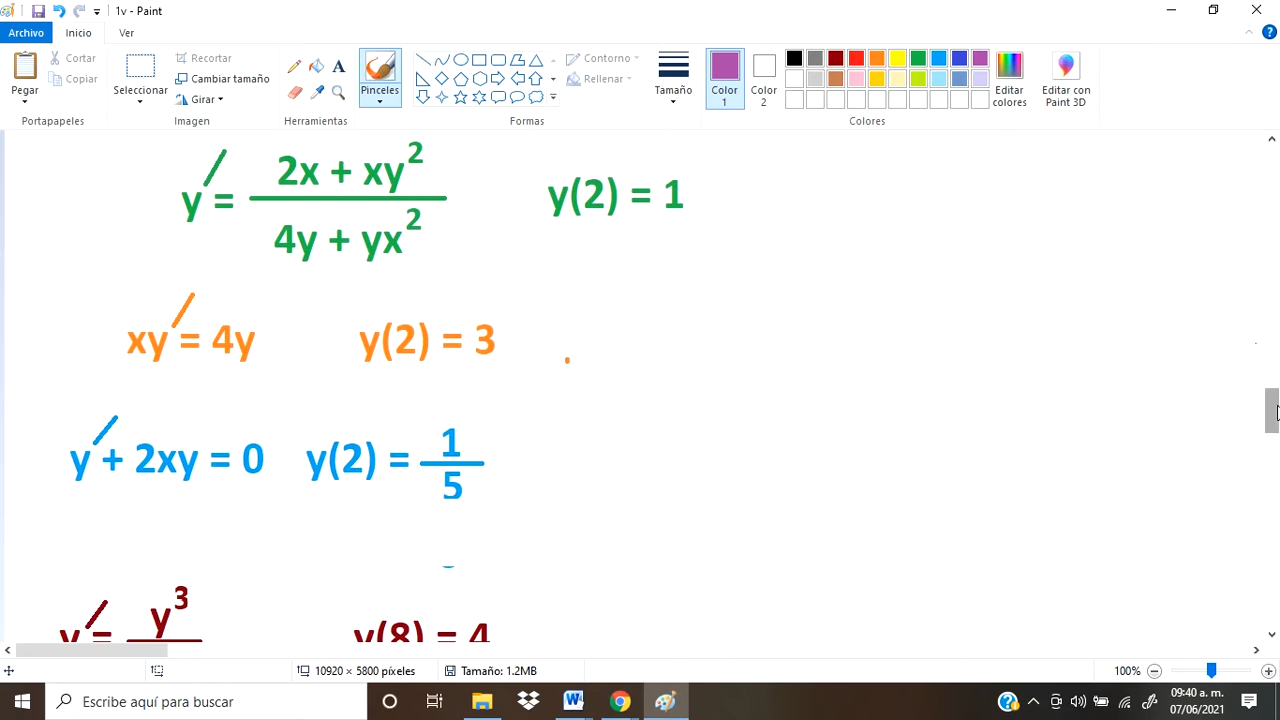 1v - Paint
Archivo Inicio Ver
Pegar
Cortar
Copiar
Portapapeles
Seleccionar
Recortar
Cambiar tamaño
Girar
Imagen
A
Herramientas
Pinceles
Contorno
Rellenar
Formas
Tamaño
Color 1
Color 2
Editar colores
Editar con Paint 3D
Colores
y′ = (2x + xy²)/(4y + yx²) y(2) = 1
xy′ = 4y y(2) = 3
y′ + 2xy = 0 y(2) = 1/5
y′ = y³ y(8) = 4
10920 × 5800 píxeles Tamaño: 1.2MB 100%
Escribe aquí para buscar
09:40 a. m.
07/06/2021